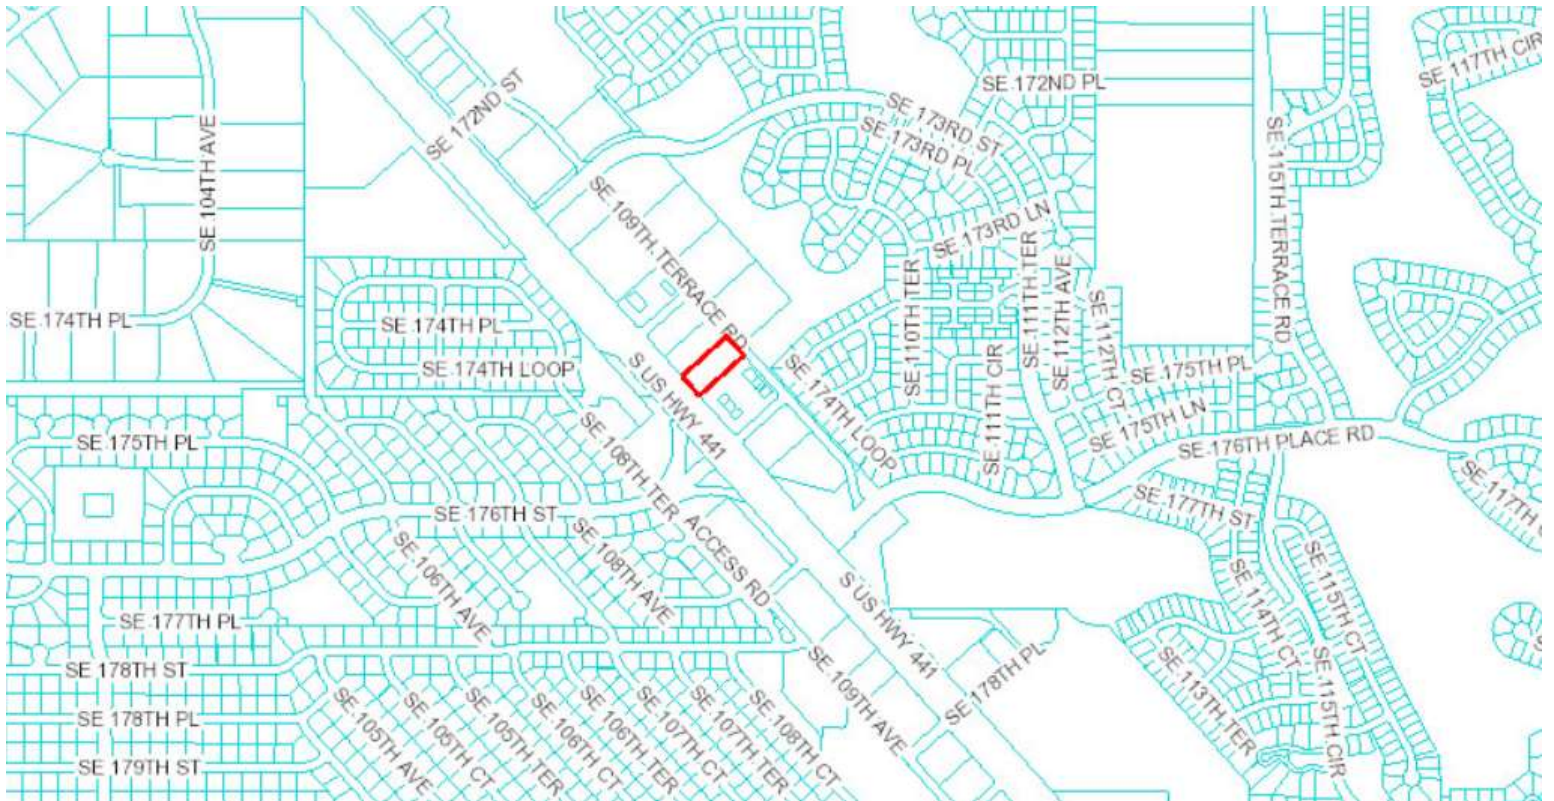 SE 117TH CIR
SE 172ND PL
SE 172ND ST
SE 173RD ST
SE 173RD PL
SE 104TH AVE
SE 115TH TERRACE RD
SE 109TH TERRACE RD
SE 173RD LN
SE 110TH TER
SE 111TH TER
SE 112TH AVE
SE 112TH CT
SE 174TH PL
SE 174TH PL
SE 174TH LOOP
S US HWY 441
SE 174TH LOOP
SE 111TH CIR
SE 175TH PL
SE 175TH LN
SE 176TH PLACE RD
SE 175TH PL
SE 108TH TER ACCESS RD
SE 176TH ST
SE 177TH ST
SE 117TH
SE 106TH AVE
SE 108TH AVE
S US HWY 441
SE 114TH CT
SE 115TH CT
SE 177TH PL
SE 178TH ST
SE 178TH PL
SE 109TH AVE
SE 178TH PL
SE 113TH TER
SE 115TH CIR
SE 179TH ST
SE 105TH AVE
SE 105TH CT
SE 105TH TER
SE 106TH CT
SE 106TH TER
SE 107TH CT
SE 107TH TER
SE 108TH CT